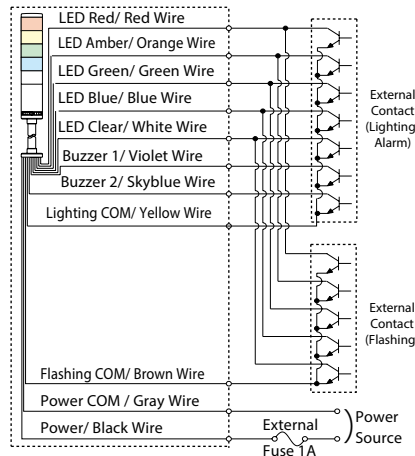 LED Red/ Red Wire
LED Amber/ Orange Wire
LED Green/ Green Wire
LED Blue/ Blue Wire
LED Clear/ White Wire
Buzzer 1/ Violet Wire
Buzzer 2/ Skyblue Wire
Lighting COM/ Yellow Wire
External
Contact
(Lighting
Alarm)
External
Contact
(Flashing
Flashing COM/ Brown Wire
Power COM / Gray Wire
Power/ Black Wire
External
Fuse 1A
Power
Source